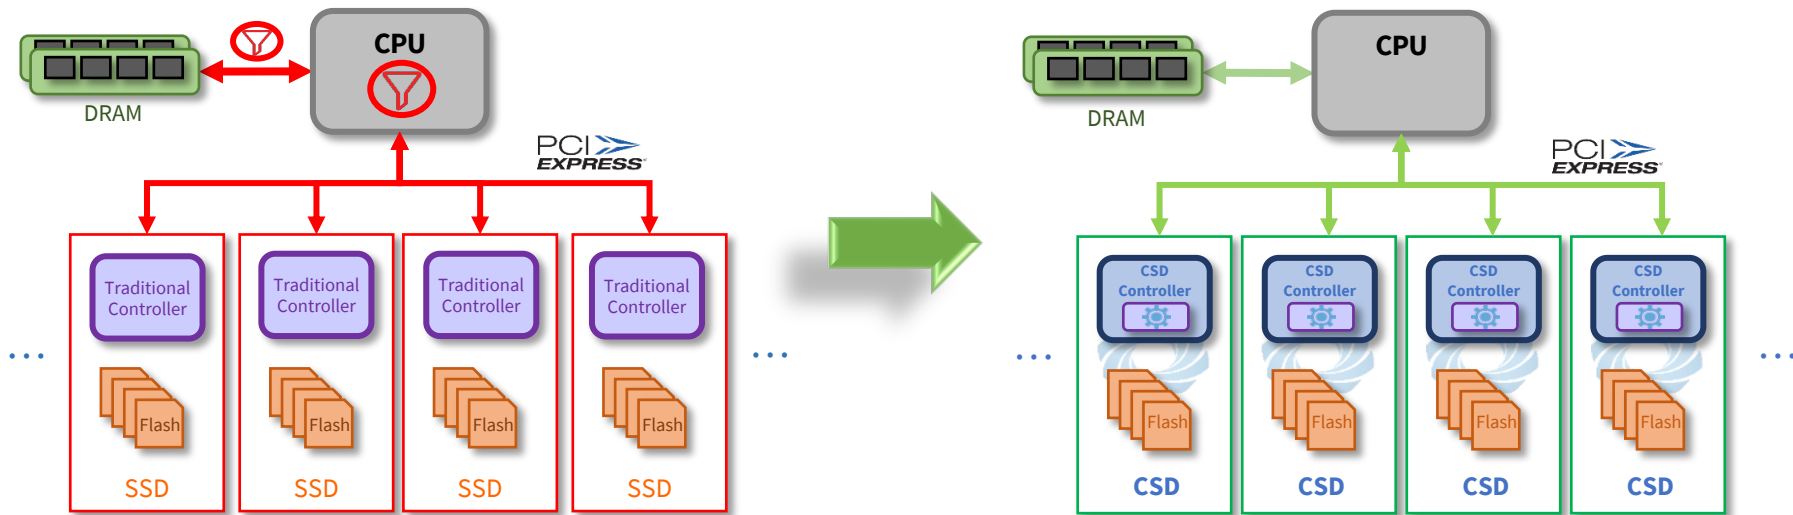 CPU
DRAM
PCI
EXPRESS
Traditional
Controller
Traditional
Controller
Traditional
Controller
Traditional
Controller
...
...
Flash
Flash
Flash
Flash
SSD
SSD
SSD
SSD
CPU
DRAM
PCI
EXPRESS
CSD
Controller
CSD
Controller
CSD
Controller
CSD
Controller
...
...
Flash
Flash
Flash
Flash
CSD
CSD
CSD
CSD